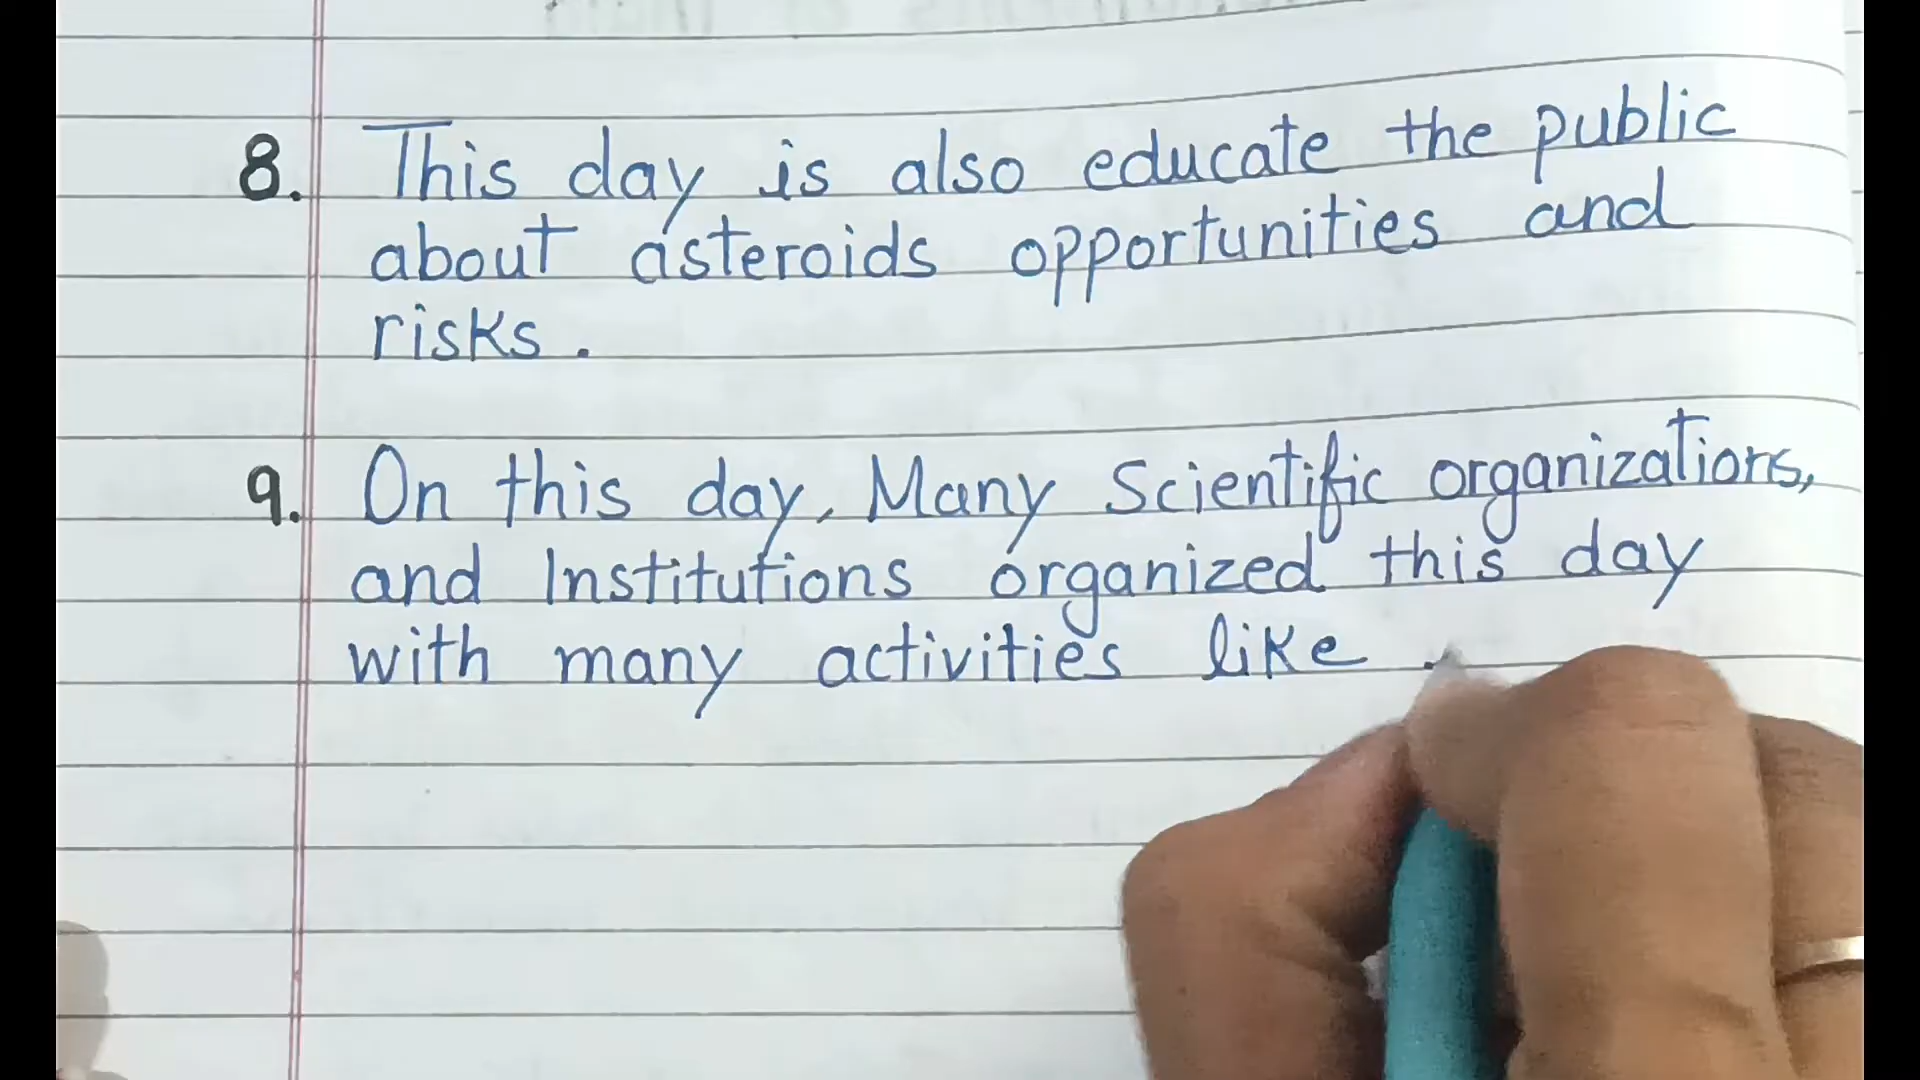 8. This day is also educate the public
about asteroids opportunities and
risks.
9. On this day, Many Scientific organizations,
and Institutions organized this day
with many activities like